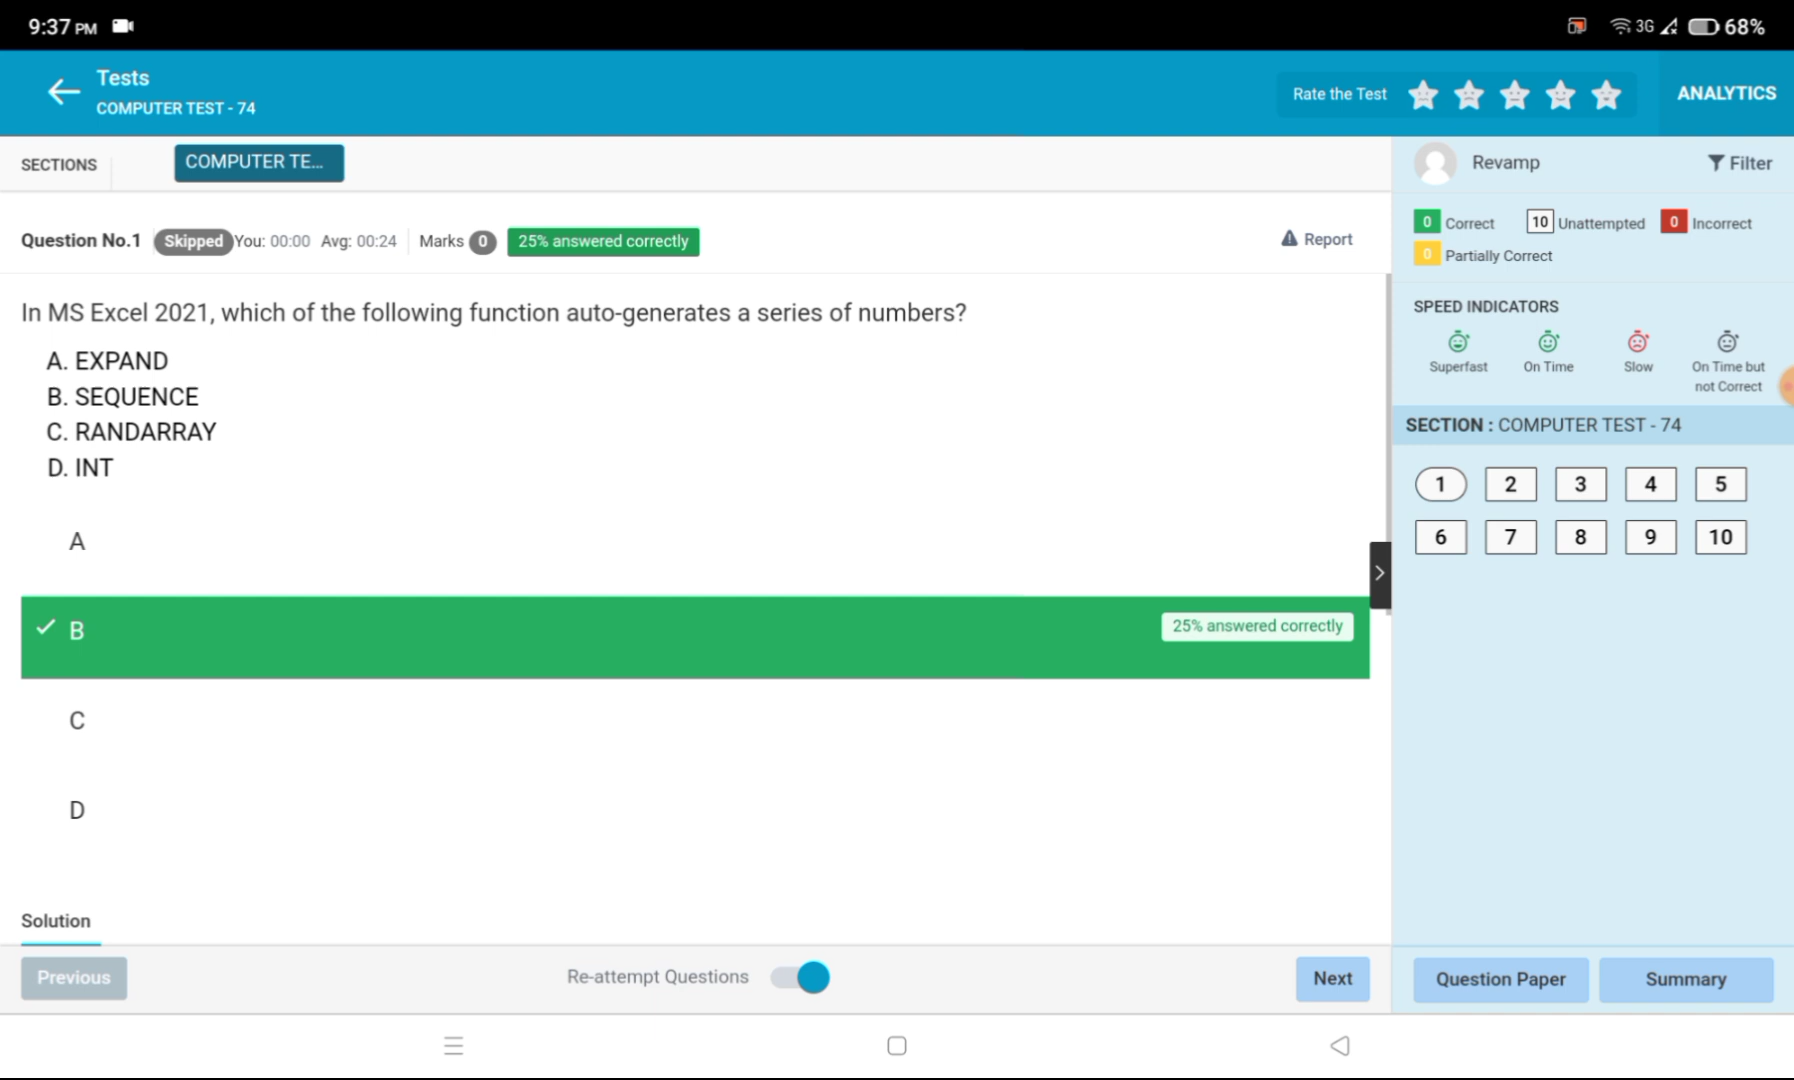 9:37 PM
3G 68%
Tests
COMPUTER TEST - 74
Rate the Test
ANALYTICS
SECTIONS
COMPUTER TE...
Revamp
Filter
Question No.1 Skipped You: 00:00 Avg: 00:24 Marks 0 25% answered correctly
Report
0 Correct 10 Unattempted 0 Incorrect
0 Partially Correct
In MS Excel 2021, which of the following function auto-generates a series of numbers?
A. EXPAND
B. SEQUENCE
C. RANDARRAY
D. INT
SPEED INDICATORS
Superfast On Time Slow On Time but
not Correct
SECTION : COMPUTER TEST - 74
1 2 3 4 5
6 7 8 9 10
A
B
25% answered correctly
C
D
Solution
Previous
Re-attempt Questions
Next
Question Paper
Summary